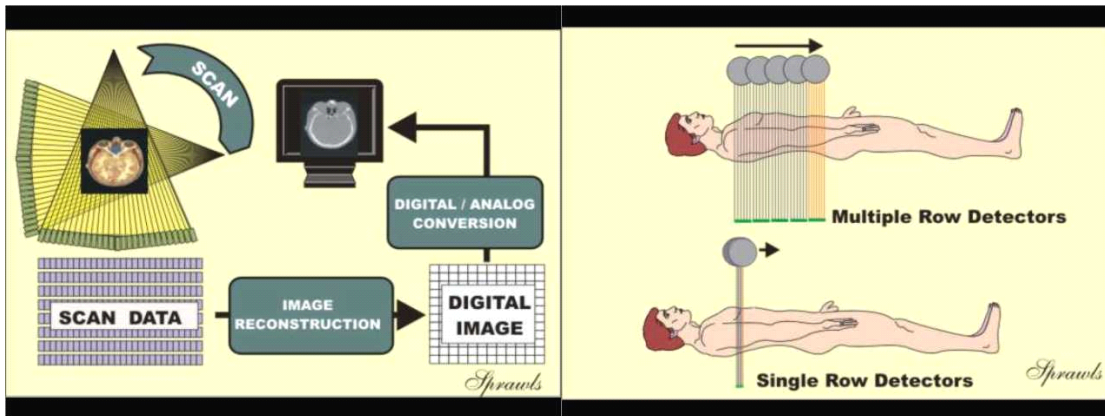 SCAN
DIGITAL / ANALOG
CONVERSION
SCAN DATA
IMAGE
RECONSTRUCTION
DIGITAL
IMAGE
Sprawls
Multiple Row Detectors
Single Row Detectors
Sprawls